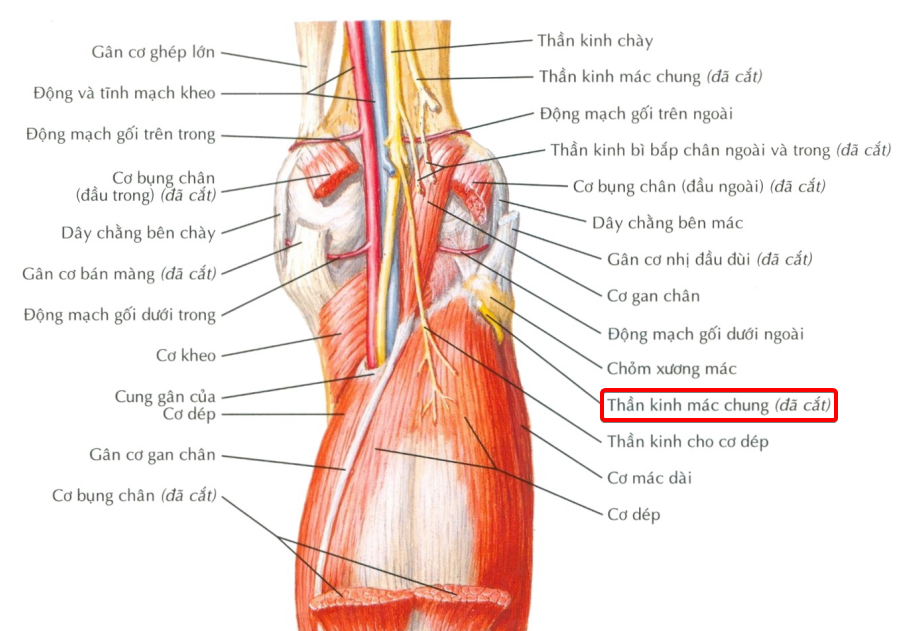 Gân cơ ghép lớn
Động và tĩnh mạch kheo
Động mạch gối trên trong
Cơ bụng chân
(đầu trong) (đã cắt)
Dây chằng bên chày
Gân cơ bán màng (đã cắt)
Động mạch gối dưới trong
Cơ kheo
Cung gân của
Cơ dép
Gân cơ gan chân
Cơ bụng chân (đã cắt)
Thần kinh chày
Thần kinh mác chung (đã cắt)
Động mạch gối trên ngoài
Thần kinh bì bắp chân ngoài và trong (đã cắt)
Cơ bụng chân (đầu ngoài) (đã cắt)
Dây chằng bên mác
Gân cơ nhị đầu đùi (đã cắt)
Cơ gan chân
Động mạch gối dưới ngoài
Chỏm xương mác
Thần kinh mác chung (đã cắt)
Thần kinh cho cơ dép
Cơ mác dài
Cơ dép